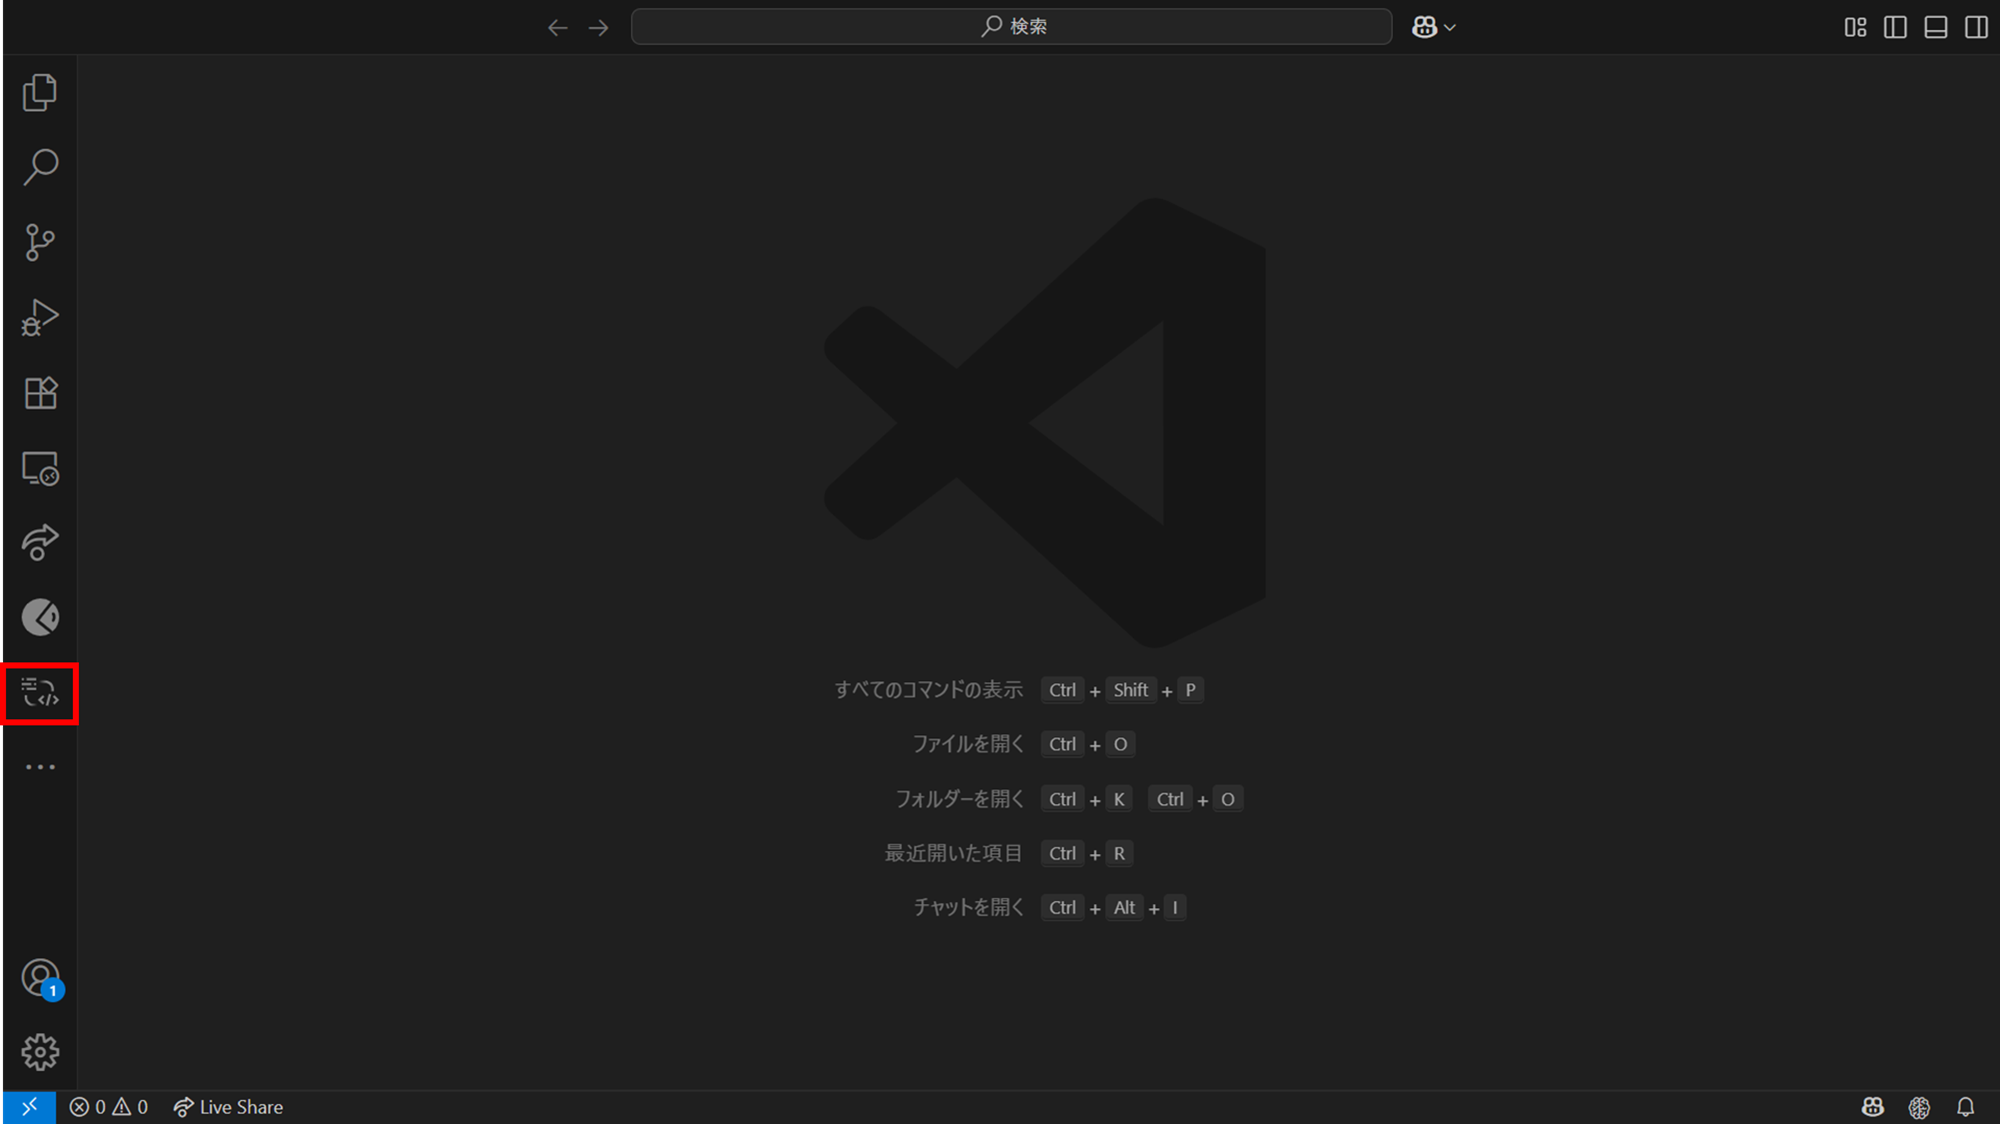 検索
すべてのコマンドの表示 Ctrl + Shift + P
ファイルを開く Ctrl + O
フォルダーを開く Ctrl + K Ctrl + O
最近開いた項目 Ctrl + R
チャットを開く Ctrl + Alt + I
1
0 0 Live Share